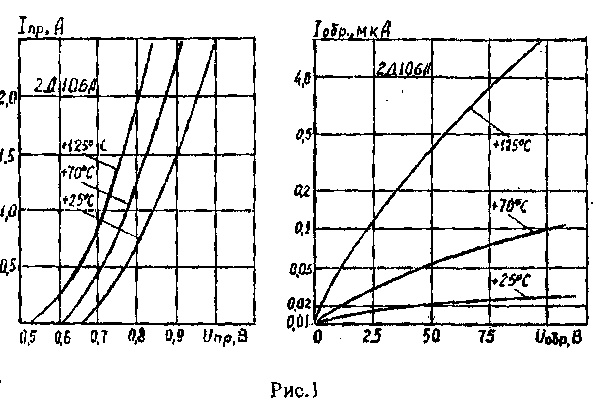 Iпр, А
2Д106А
2,0
+125°С
1,5
+70°С
+25°С
1,0
0,5
0,5 0,6 0,7 0,8 0,9 Uпр, В
Iобр., мкА
2Д106А
4,0
0,5
+125°С
0,2
+70°С
0,1
0,05
+25°С
0,02
0,01
0 25 50 75 Uобр, В
Рис.1